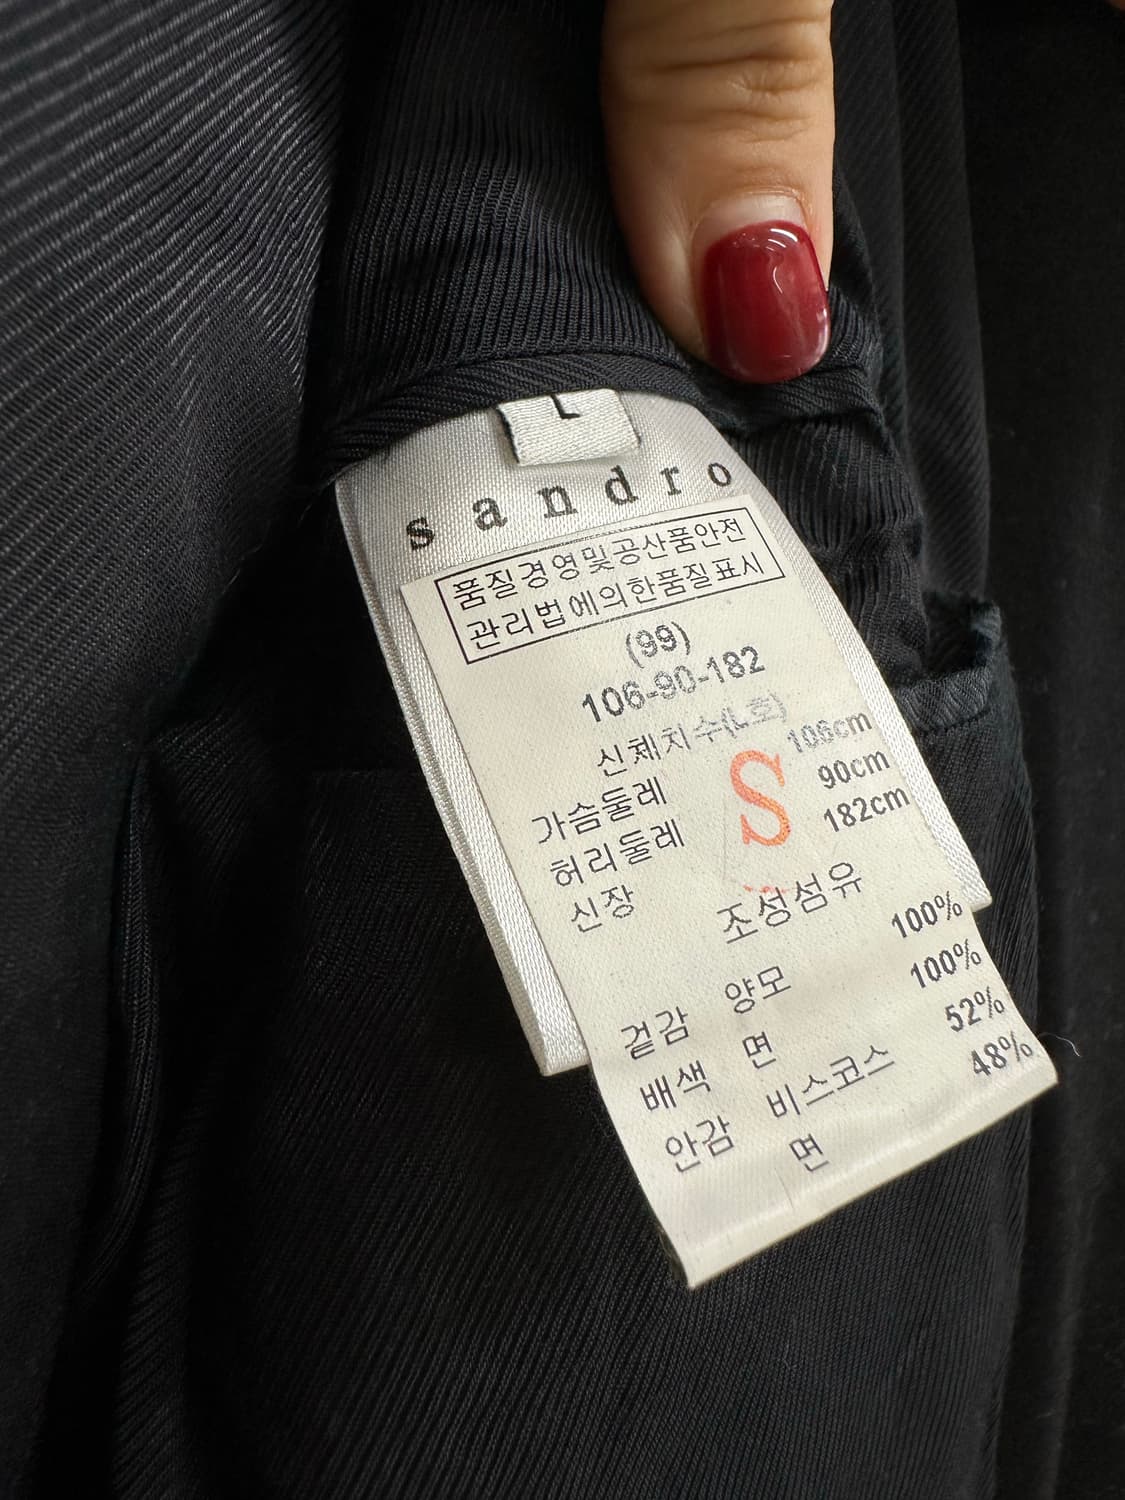 L
sandro
품질경영및공산품안전
관리법에의한품질표시
(99)
106-90-182
신체치수(L호)
가슴둘레 106cm
허리둘레 90cm
신장 182cm
S
조성섬유
겉감 양모 100%
배색 면 100%
안감 비스코스 52%
면 48%